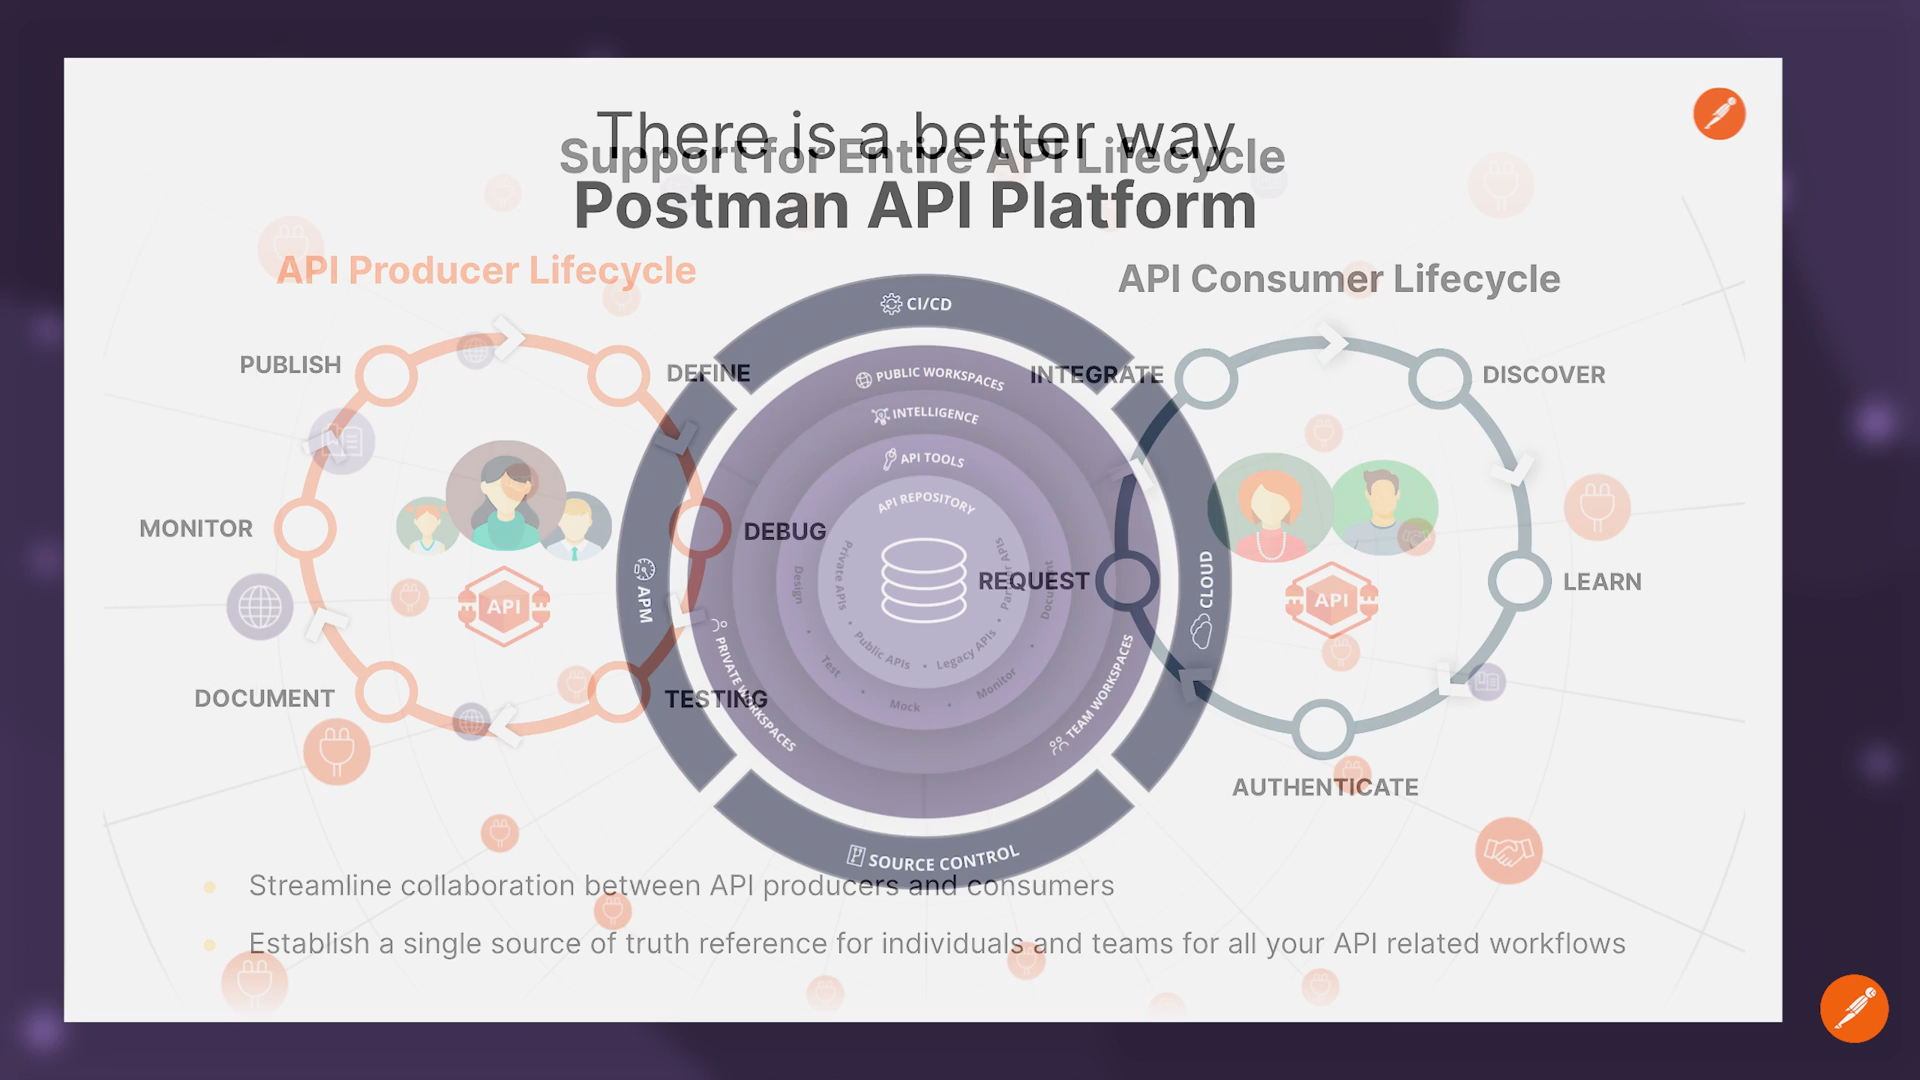 There is a better way
Support for Entire API Lifecycle
Postman API Platform
API Producer Lifecycle
API Consumer Lifecycle
CI/CD
PUBLISH
DEFINE
PUBLIC WORKSPACES
INTEGRATE
DISCOVER
INTELLIGENCE
API TOOLS
API REPOSITORY
MONITOR
DEBUG
API
APM
Design
Private APIs
Partner APIs
Document
REQUEST
CLOUD
API
LEARN
Public APIs
Legacy APIs
Test
Mock
Monitor
DOCUMENT
TESTING
PRIVATE WORKSPACES
TEAM WORKSPACES
AUTHENTICATE
SOURCE CONTROL
Streamline collaboration between API producers and consumers
Establish a single source of truth reference for individuals and teams for all your API related workflows